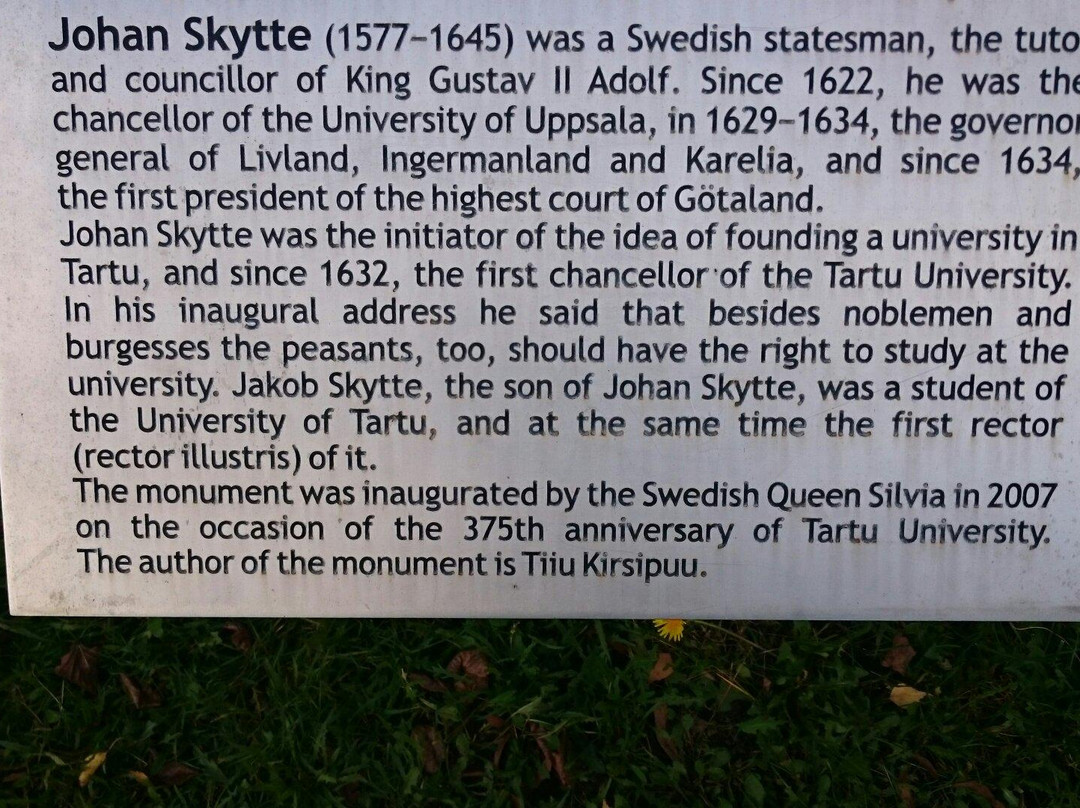 Johan Skytte (1577–1645) was a Swedish statesman, the tuto
and councillor of King Gustav II Adolf. Since 1622, he was the
chancellor of the University of Uppsala, in 1629–1634, the governor
general of Livland, Ingermanland and Karelia, and since 1634,
the first president of the highest court of Götaland.
Johan Skytte was the initiator of the idea of founding a university in
Tartu, and since 1632, the first chancellor of the Tartu University.
In his inaugural address he said that besides noblemen and
burgesses the peasants, too, should have the right to study at the
university. Jakob Skytte, the son of Johan Skytte, was a student of
the University of Tartu, and at the same time the first rector
(rector illustris) of it.
The monument was inaugurated by the Swedish Queen Silvia in 2007
on the occasion of the 375th anniversary of Tartu University.
The author of the monument is Tiiu Kirsipuu.